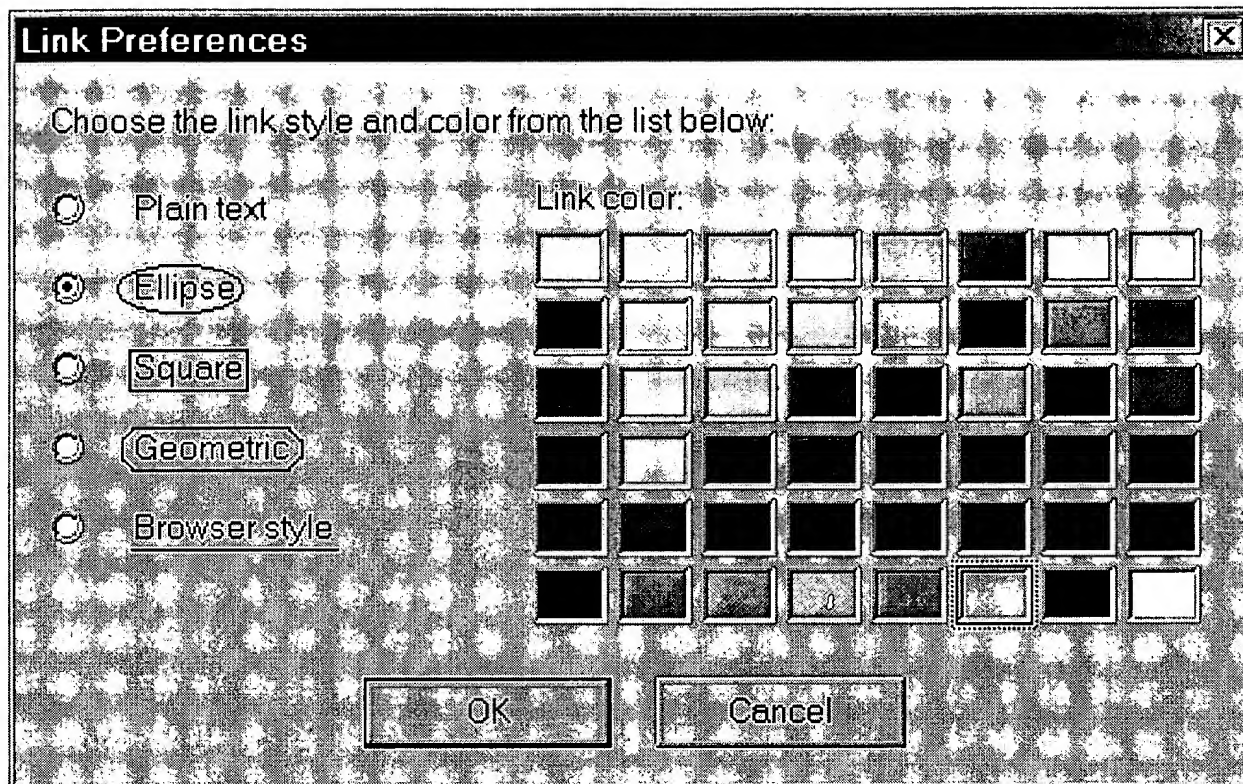 Link Preferences
Choose the link style and color from the list below:
Plain text
Link color:
Ellipse
Square
Geometric
Browser style
OK
Cancel